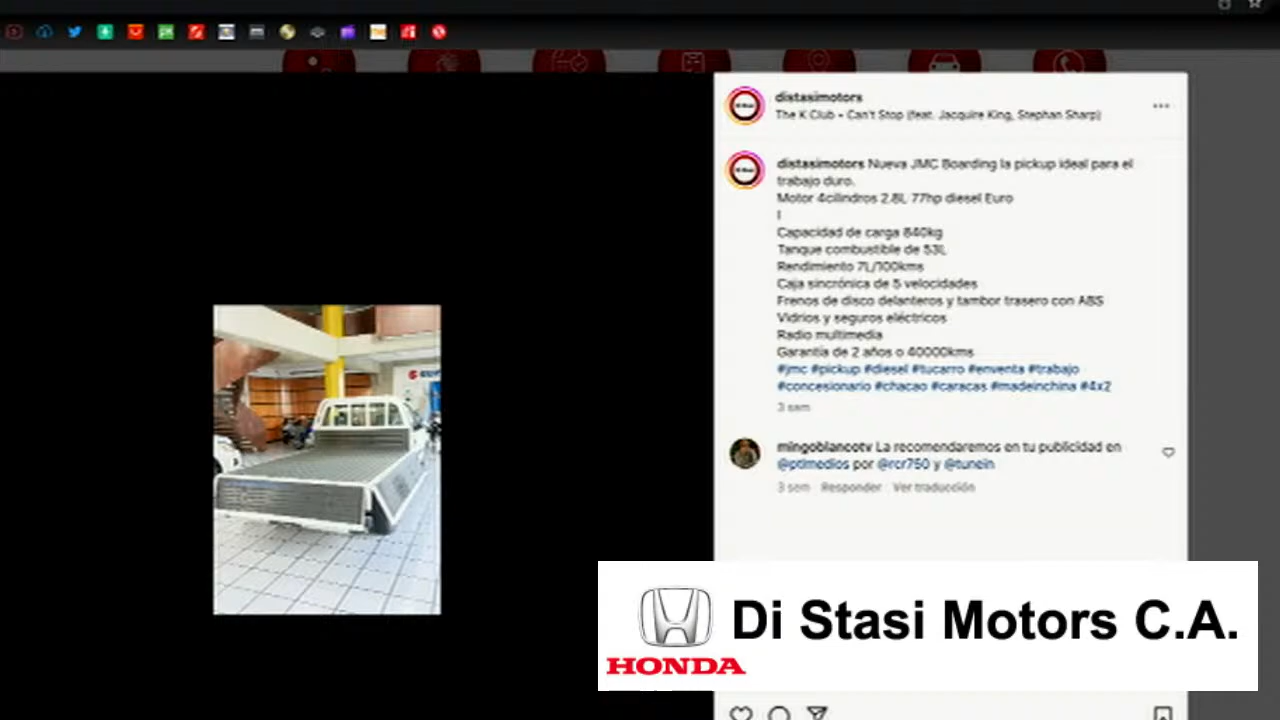 distasimotors
The K Club - Can't Stop (feat. Jacquire King, Stephan Sharp)
distasimotors Nueva JMC Boarding la pickup ideal para el
trabajo duro.
Motor 4cilindros 2.8L 77hp diesel Euro
I
Capacidad de carga 840kg
Tanque combustible de 53L
Rendimiento 7L/100kms
Caja sincrónica de 5 velocidades
Frenos de disco delanteros y tambor trasero con ABS
Vidrios y seguros eléctricos
Radio multimedia
Garantía de 2 años o 40000kms
#jmc #pickup #diesel #tucarro #enventa #trabajo
#concesionario #chacao #caracas #madeinchina #4x2
3 sem
mingoblancotv La recomendaremos en tu publicidad en
@ptlmedios por @rcr750 y @tunein
3 sem Responder Ver traducción
Di Stasi Motors C.A.
HONDA